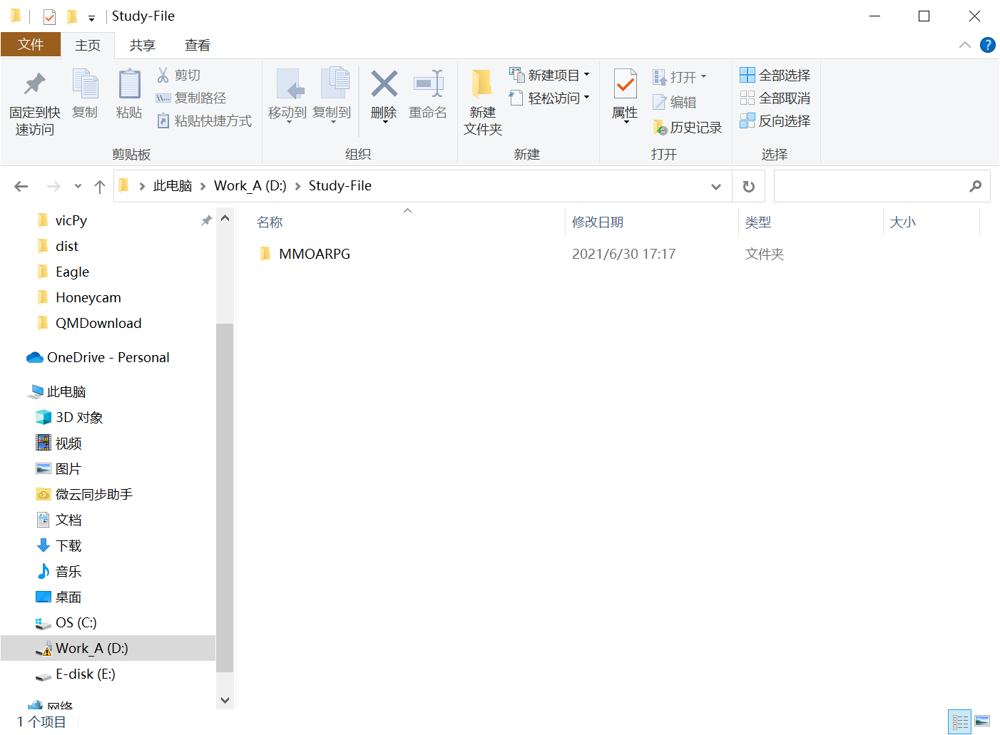 Study-File
文件 主页 共享 查看
固定到快速访问
复制
粘贴
剪切
复制路径
粘贴快捷方式
剪贴板
移动到
复制到
删除
重命名
组织
新建
文件夹
新建项目
轻松访问
新建
属性
打开
编辑
历史记录
打开
全部选择
全部取消
反向选择
选择
此电脑 Work_A (D:) Study-File
vicPy
dist
Eagle
Honeycam
QMDownload
OneDrive - Personal
此电脑
3D 对象
视频
图片
微云同步助手
文档
下载
音乐
桌面
OS (C:)
Work_A (D:)
E-disk (E:)
网络
名称 修改日期 类型 大小
MMOARPG 2021/6/30 17:17 文件夹
1 个项目